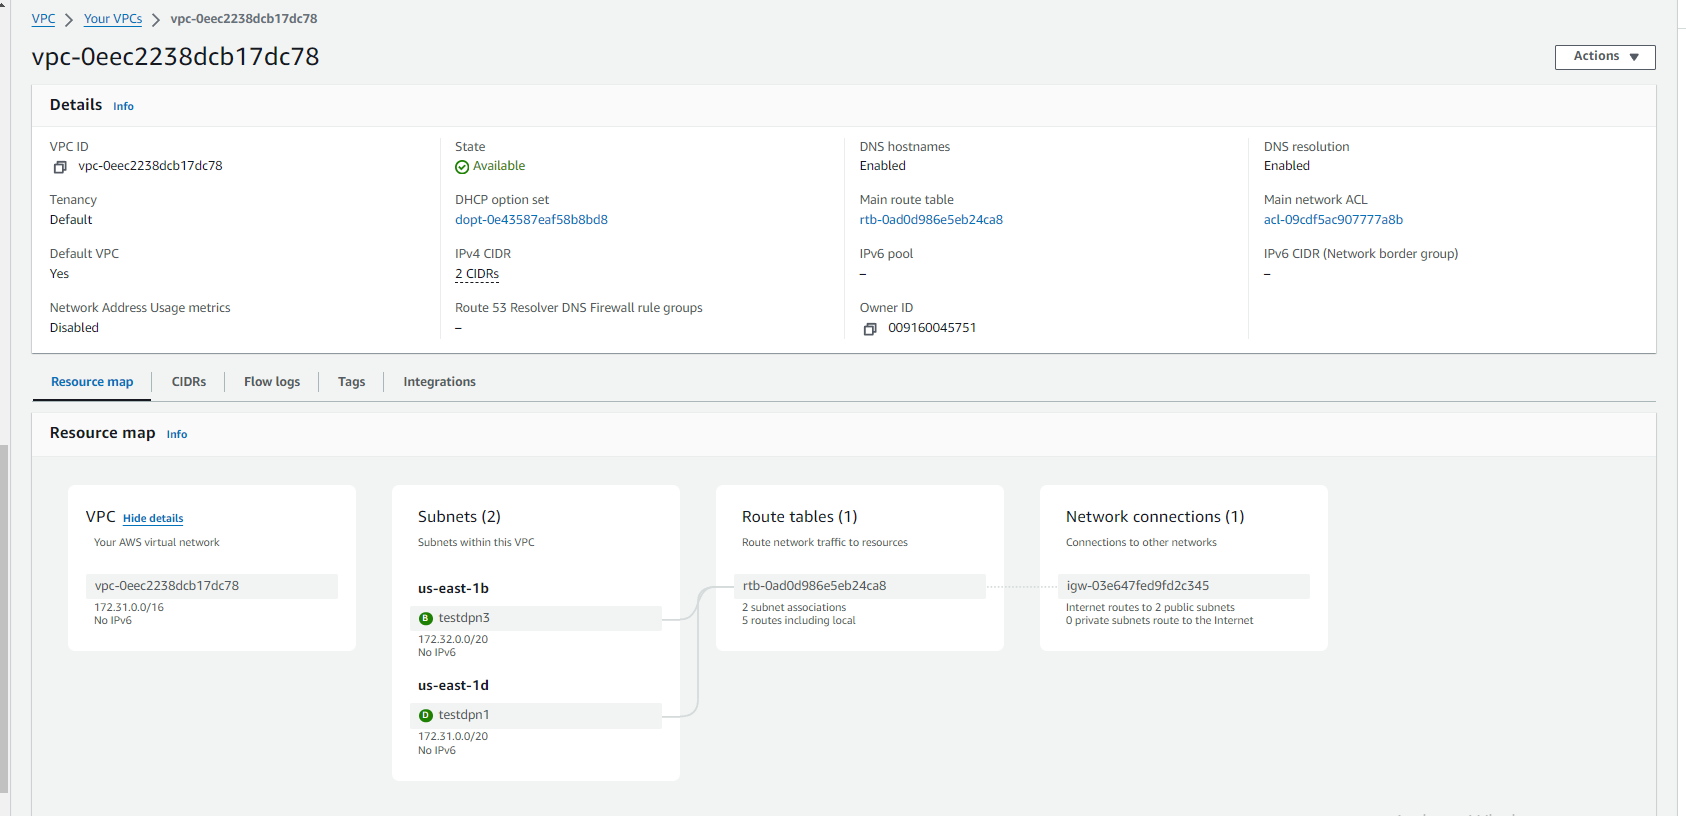 VPC > Your VPCs > vpc-0eec2238dcb17dc78
vpc-0eec2238dcb17dc78
Actions
Details Info
VPC ID
vpc-0eec2238dcb17dc78
State
Available
DNS hostnames
Enabled
DNS resolution
Enabled
Tenancy
Default
DHCP option set
dopt-0e43587eaf58b8bd8
Main route table
rtb-0ad0d986e5eb24ca8
Main network ACL
acl-09cdf5ac907777a8b
Default VPC
Yes
IPv4 CIDR
2 CIDRs
IPv6 pool
–
IPv6 CIDR (Network border group)
–
Network Address Usage metrics
Disabled
Route 53 Resolver DNS Firewall rule groups
–
Owner ID
009160045751
Resource map CIDRs Flow logs Tags Integrations
Resource map Info
VPC Hide details
Your AWS virtual network
vpc-0eec2238dcb17dc78
172.31.0.0/16
No IPv6
Subnets (2)
Subnets within this VPC
us-east-1b
B testdpn3
172.32.0.0/20
No IPv6
us-east-1d
D testdpn1
172.31.0.0/20
No IPv6
Route tables (1)
Route network traffic to resources
rtb-0ad0d986e5eb24ca8
2 subnet associations
5 routes including local
Network connections (1)
Connections to other networks
igw-03e647fed9fd2c345
Internet routes to 2 public subnets
0 private subnets route to the Internet